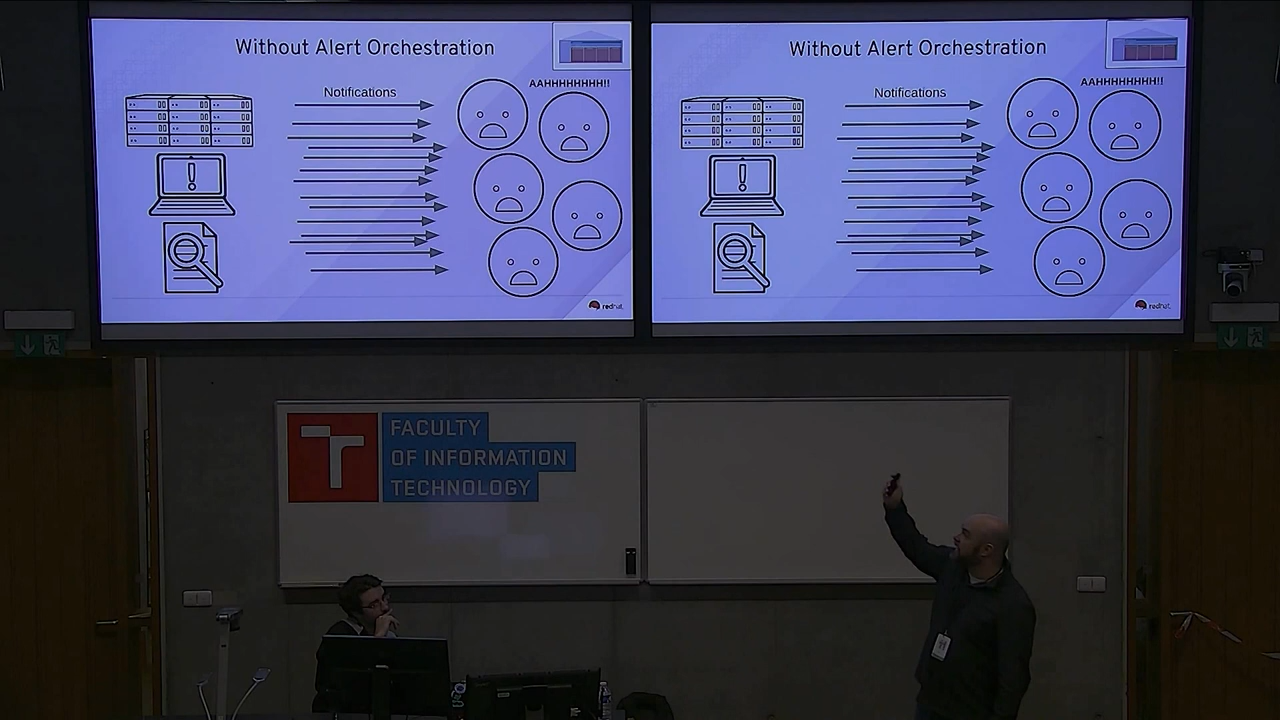 Without Alert Orchestration
Notifications
AAHHHHHHHH!!
redhat.
Without Alert Orchestration
Notifications
AAHHHHHHHH!!
redhat.
FACULTY
OF INFORMATION
TECHNOLOGY